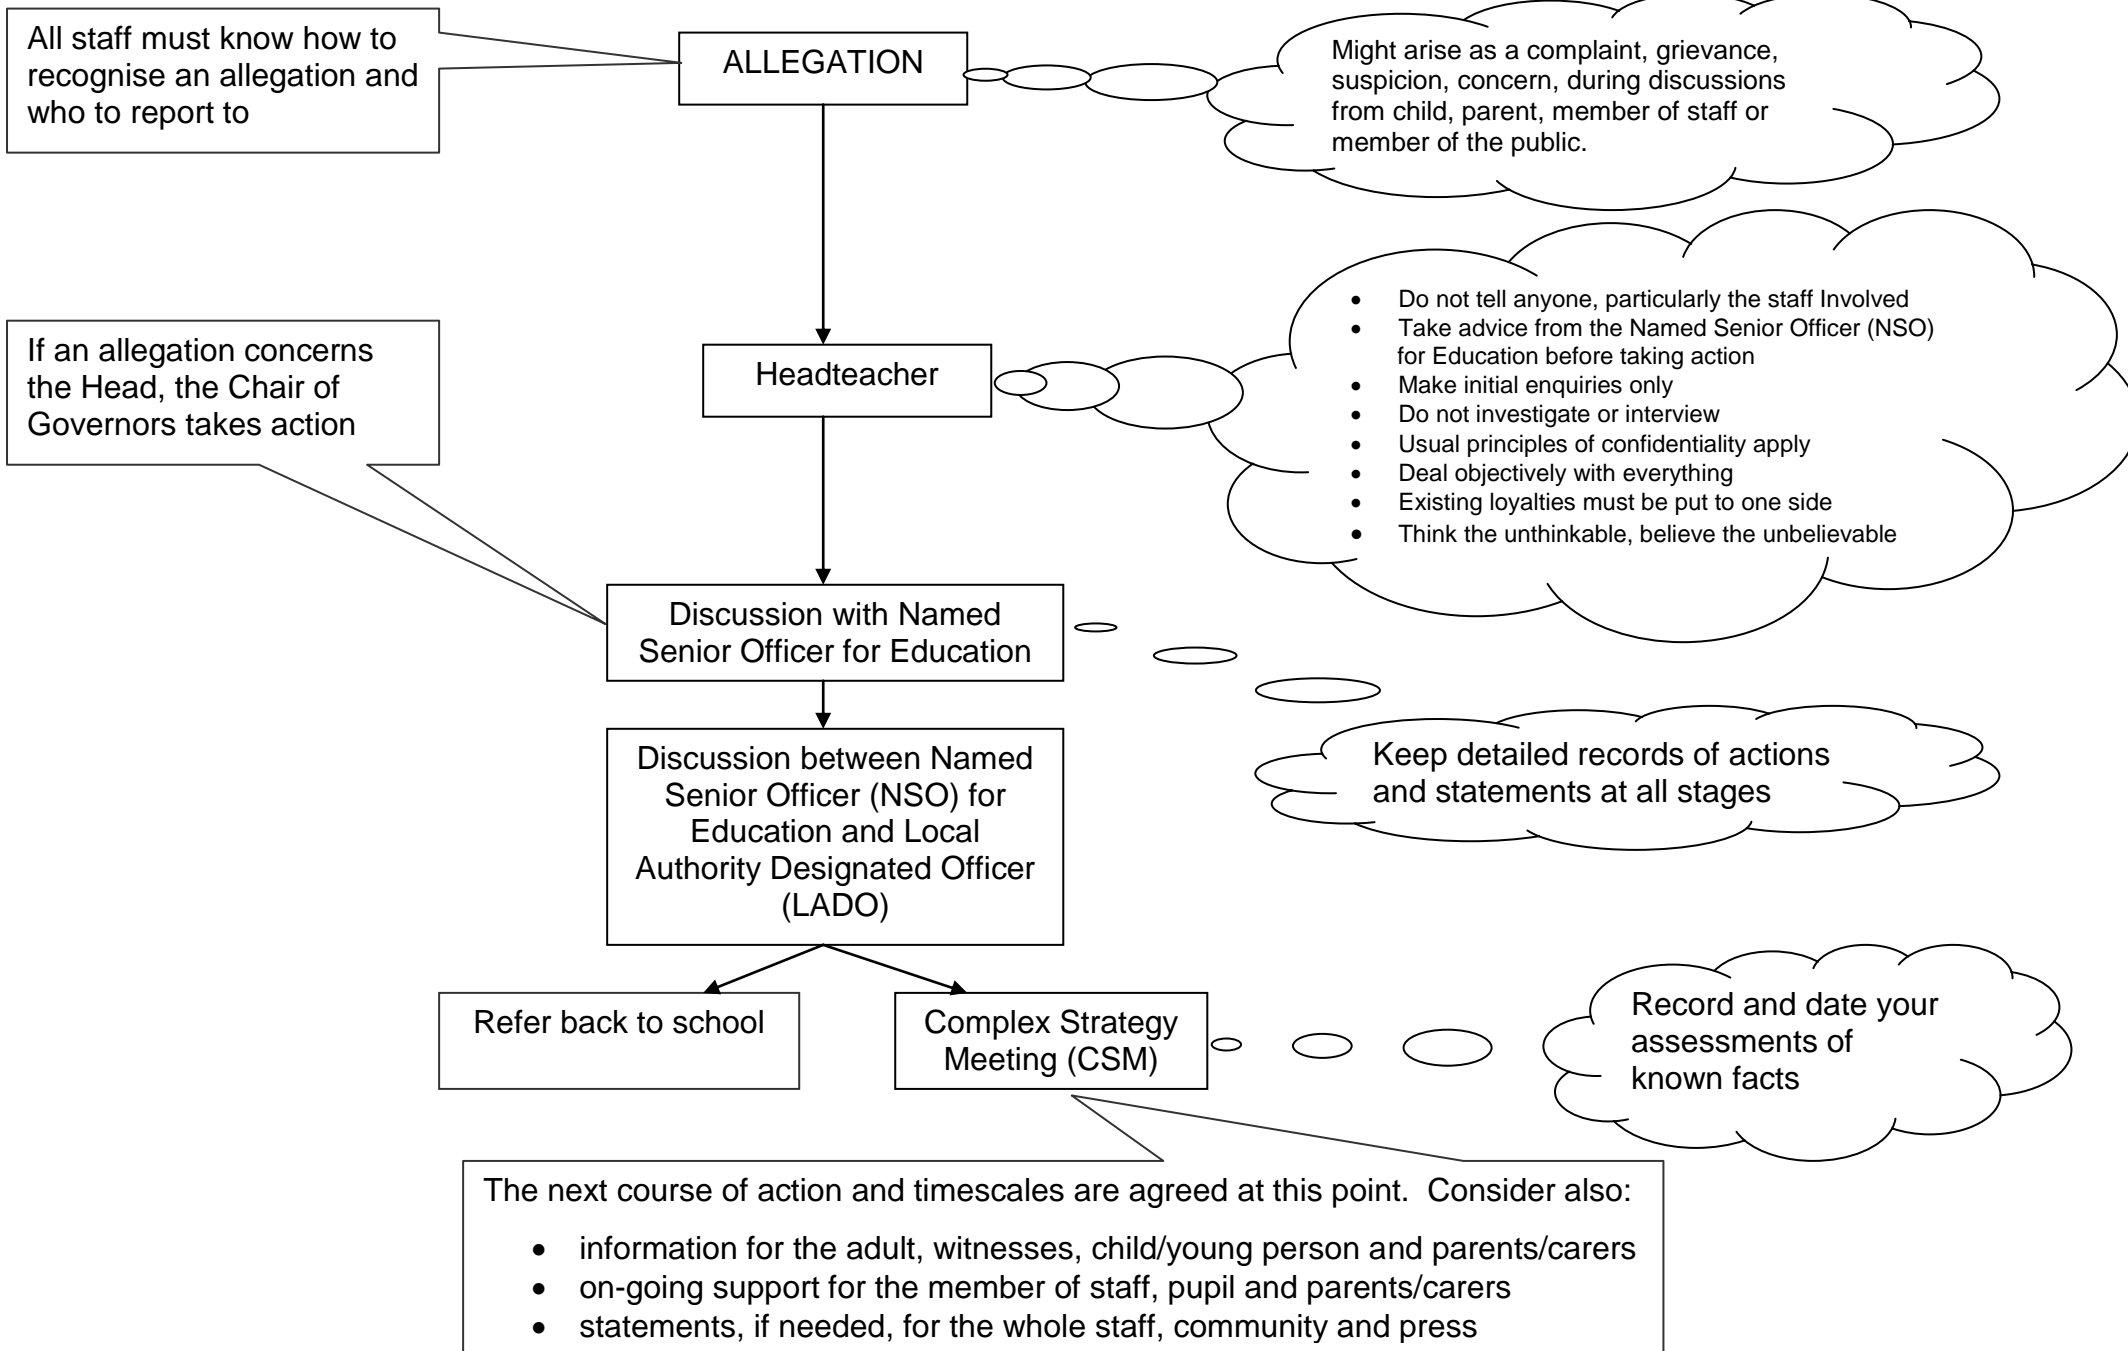 All staff must know how to
recognise an allegation and
who to report to
ALLEGATION
Might arise as a complaint, grievance,
suspicion, concern, during discussions
from child, parent, member of staff or
member of the public.
If an allegation concerns
the Head, the Chair of
Governors takes action
Headteacher
• Do not tell anyone, particularly the staff Involved
• Take advice from the Named Senior Officer (NSO)
for Education before taking action
• Make initial enquiries only
• Do not investigate or interview
• Usual principles of confidentiality apply
• Deal objectively with everything
• Existing loyalties must be put to one side
• Think the unthinkable, believe the unbelievable
Discussion with Named
Senior Officer for Education
Keep detailed records of actions
and statements at all stages
Discussion between Named
Senior Officer (NSO) for
Education and Local
Authority Designated Officer
(LADO)
Refer back to school
Complex Strategy
Meeting (CSM)
Record and date your
assessments of
known facts
The next course of action and timescales are agreed at this point.  Consider also:
• information for the adult, witnesses, child/young person and parents/carers
• on-going support for the member of staff, pupil and parents/carers
• statements, if needed, for the whole staff, community and press